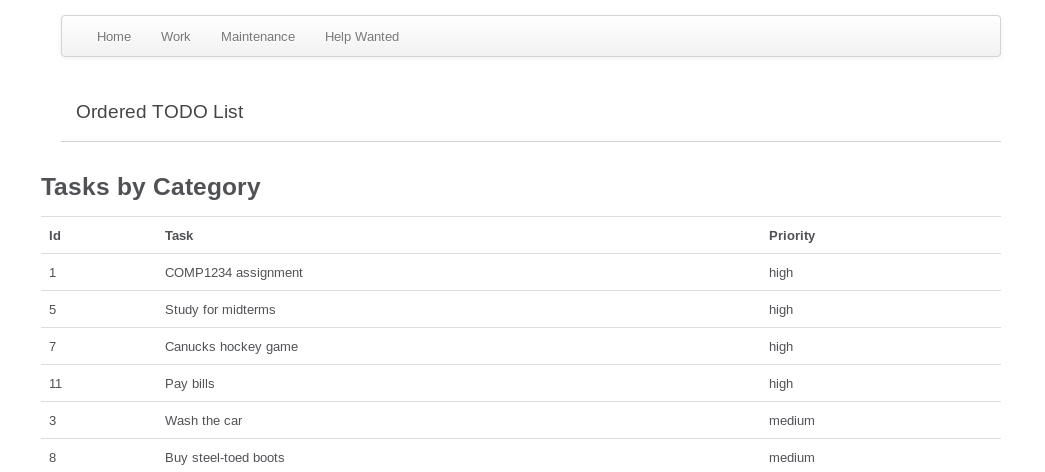 Home Work Maintenance Help Wanted
Ordered TODO List
Tasks by Category
Id Task Priority
1 COMP1234 assignment high
5 Study for midterms high
7 Canucks hockey game high
11 Pay bills high
3 Wash the car medium
8 Buy steel-toed boots medium